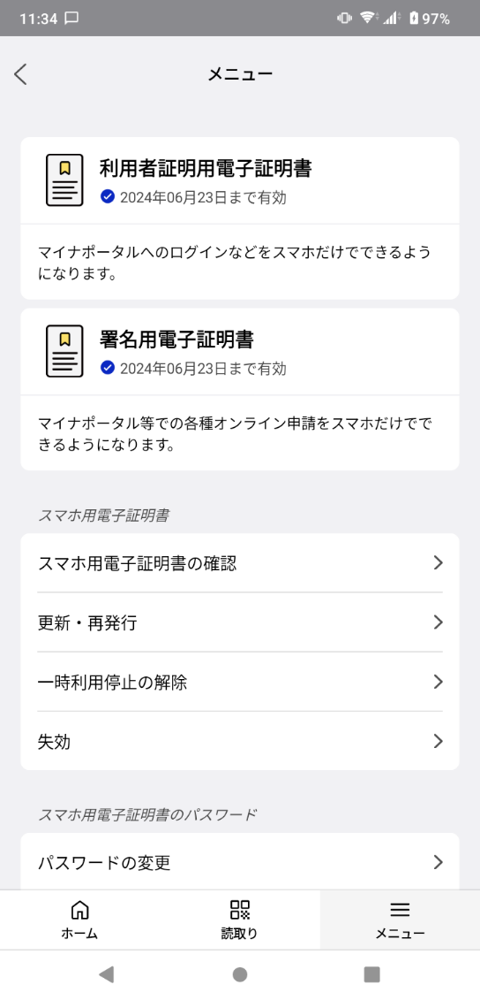 11:34 97%
メニュー
利用者証明用電子証明書
2024年06月23日まで有効
マイナポータルへのログインなどをスマホだけでできるよう
になります。
署名用電子証明書
2024年06月23日まで有効
マイナポータル等での各種オンライン申請をスマホだけでで
きるようになります。
スマホ用電子証明書
スマホ用電子証明書の確認
更新・再発行
一時利用停止の解除
失効
スマホ用電子証明書のパスワード
パスワードの変更
ホーム 読取り メニュー